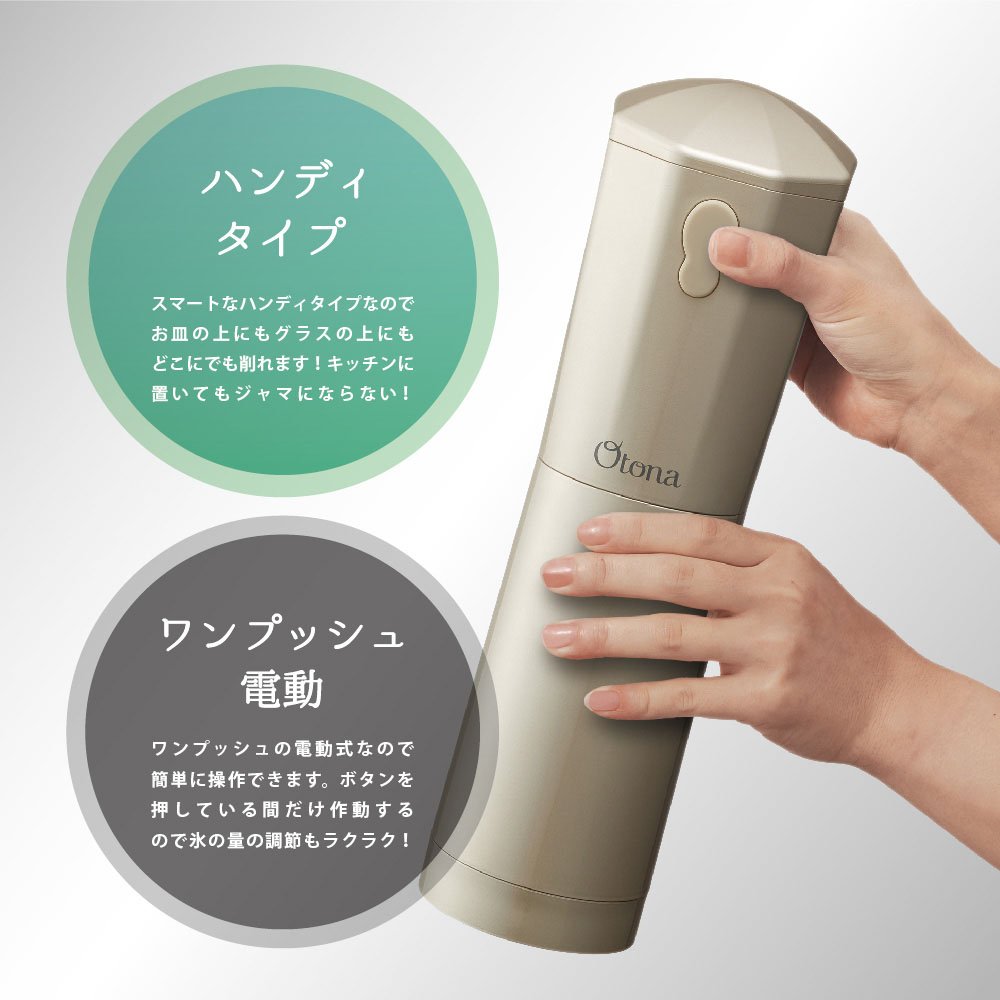 ハンディ
タイプ
スマートなハンディタイプなので
お皿の上にもグラスの上にも
どこにでも削れます！キッチンに
置いてもジャマにならない！
Otona
ワンプッシュ
電動
ワンプッシュの電動式なので
簡単に操作できます。ボタンを
押している間だけ作動する
ので氷の量の調節もラクラク！